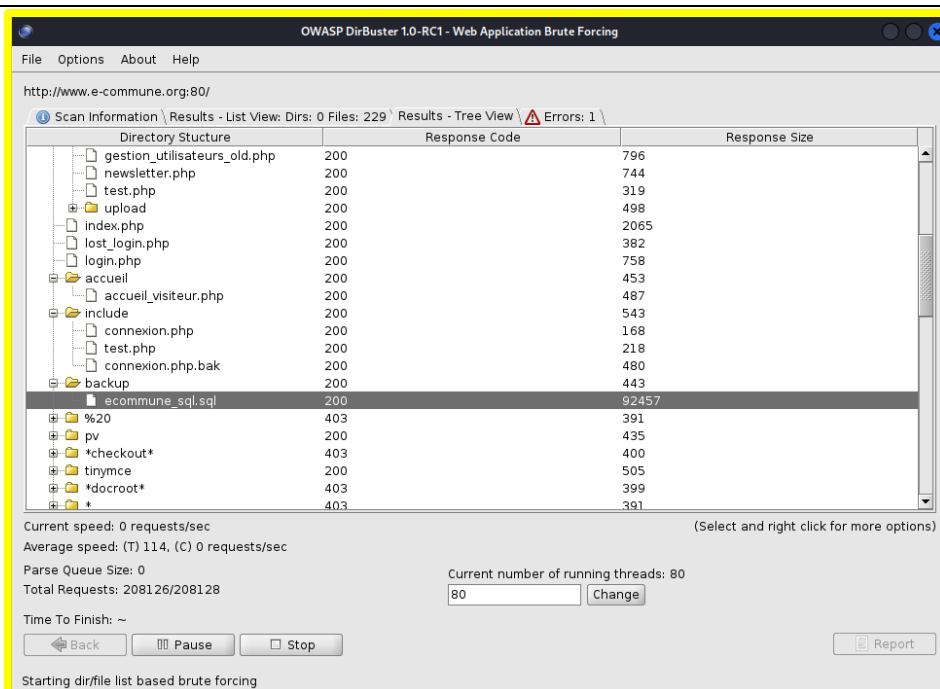 OWASP DirBuster 1.0-RC1 - Web Application Brute Forcing
File Options About Help
http://www.e-commune.org:80/
Scan Information Results - List View: Dirs: 0 Files: 229 Results - Tree View Errors: 1
Directory Stucture Response Code Response Size
gestion_utilisateurs_old.php 200 796
newsletter.php 200 744
test.php 200 319
upload 200 498
index.php 200 2065
lost_login.php 200 382
login.php 200 758
accueil 200 453
accueil_visiteur.php 200 487
include 200 543
connexion.php 200 168
test.php 200 218
connexion.php.bak 200 480
backup 200 443
ecommune_sql.sql 200 92457
%20 403 391
pv 200 435
*checkout* 403 400
tinymce 200 505
*docroot* 403 399
* 403 391
Current speed: 0 requests/sec (Select and right click for more options)
Average speed: (T) 114, (C) 0 requests/sec
Parse Queue Size: 0 Current number of running threads: 80
Total Requests: 208126/208128 80 Change
Time To Finish: ~
Back Pause Stop Report
Starting dir/file list based brute forcing